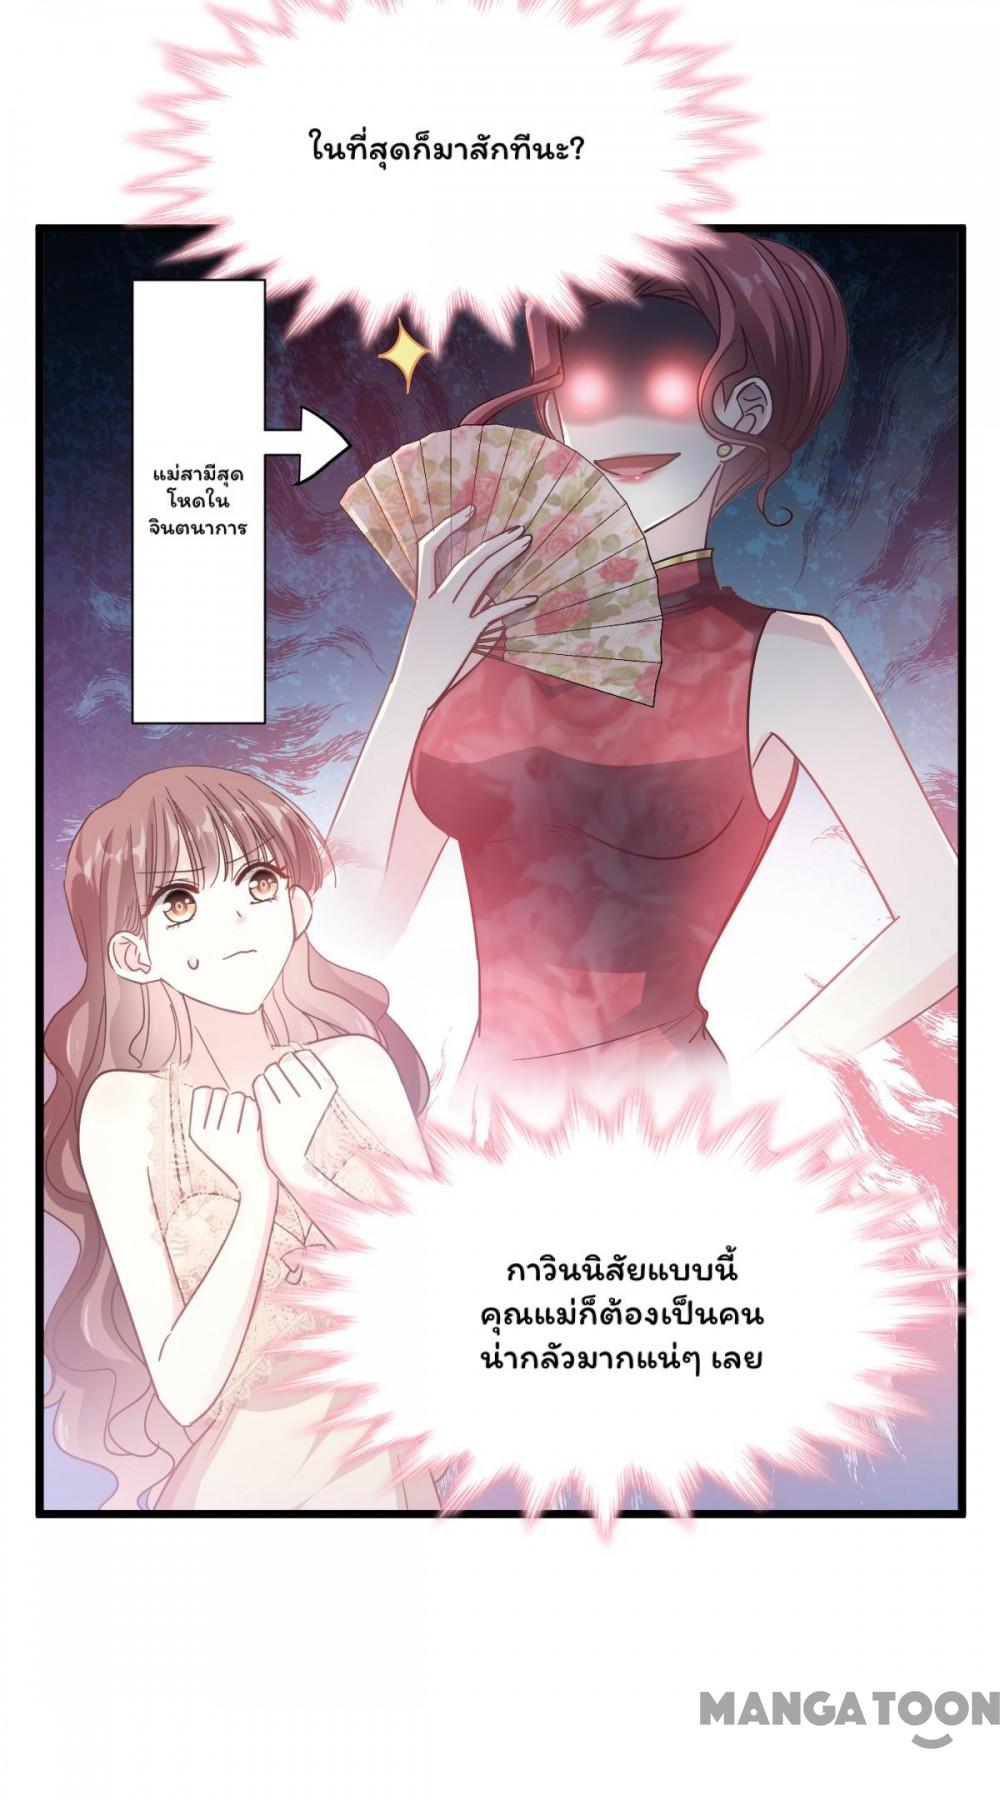 ในที่สุดก็มาสักทีนะ?
แม่สามีสุด
โหดใน
จินตนาการ
กาวินนิสัยแบบนี้
คุณแม่ก็ต้องเป็นคน
น่ากลัวมากแน่ๆ เลย
MANGATOON